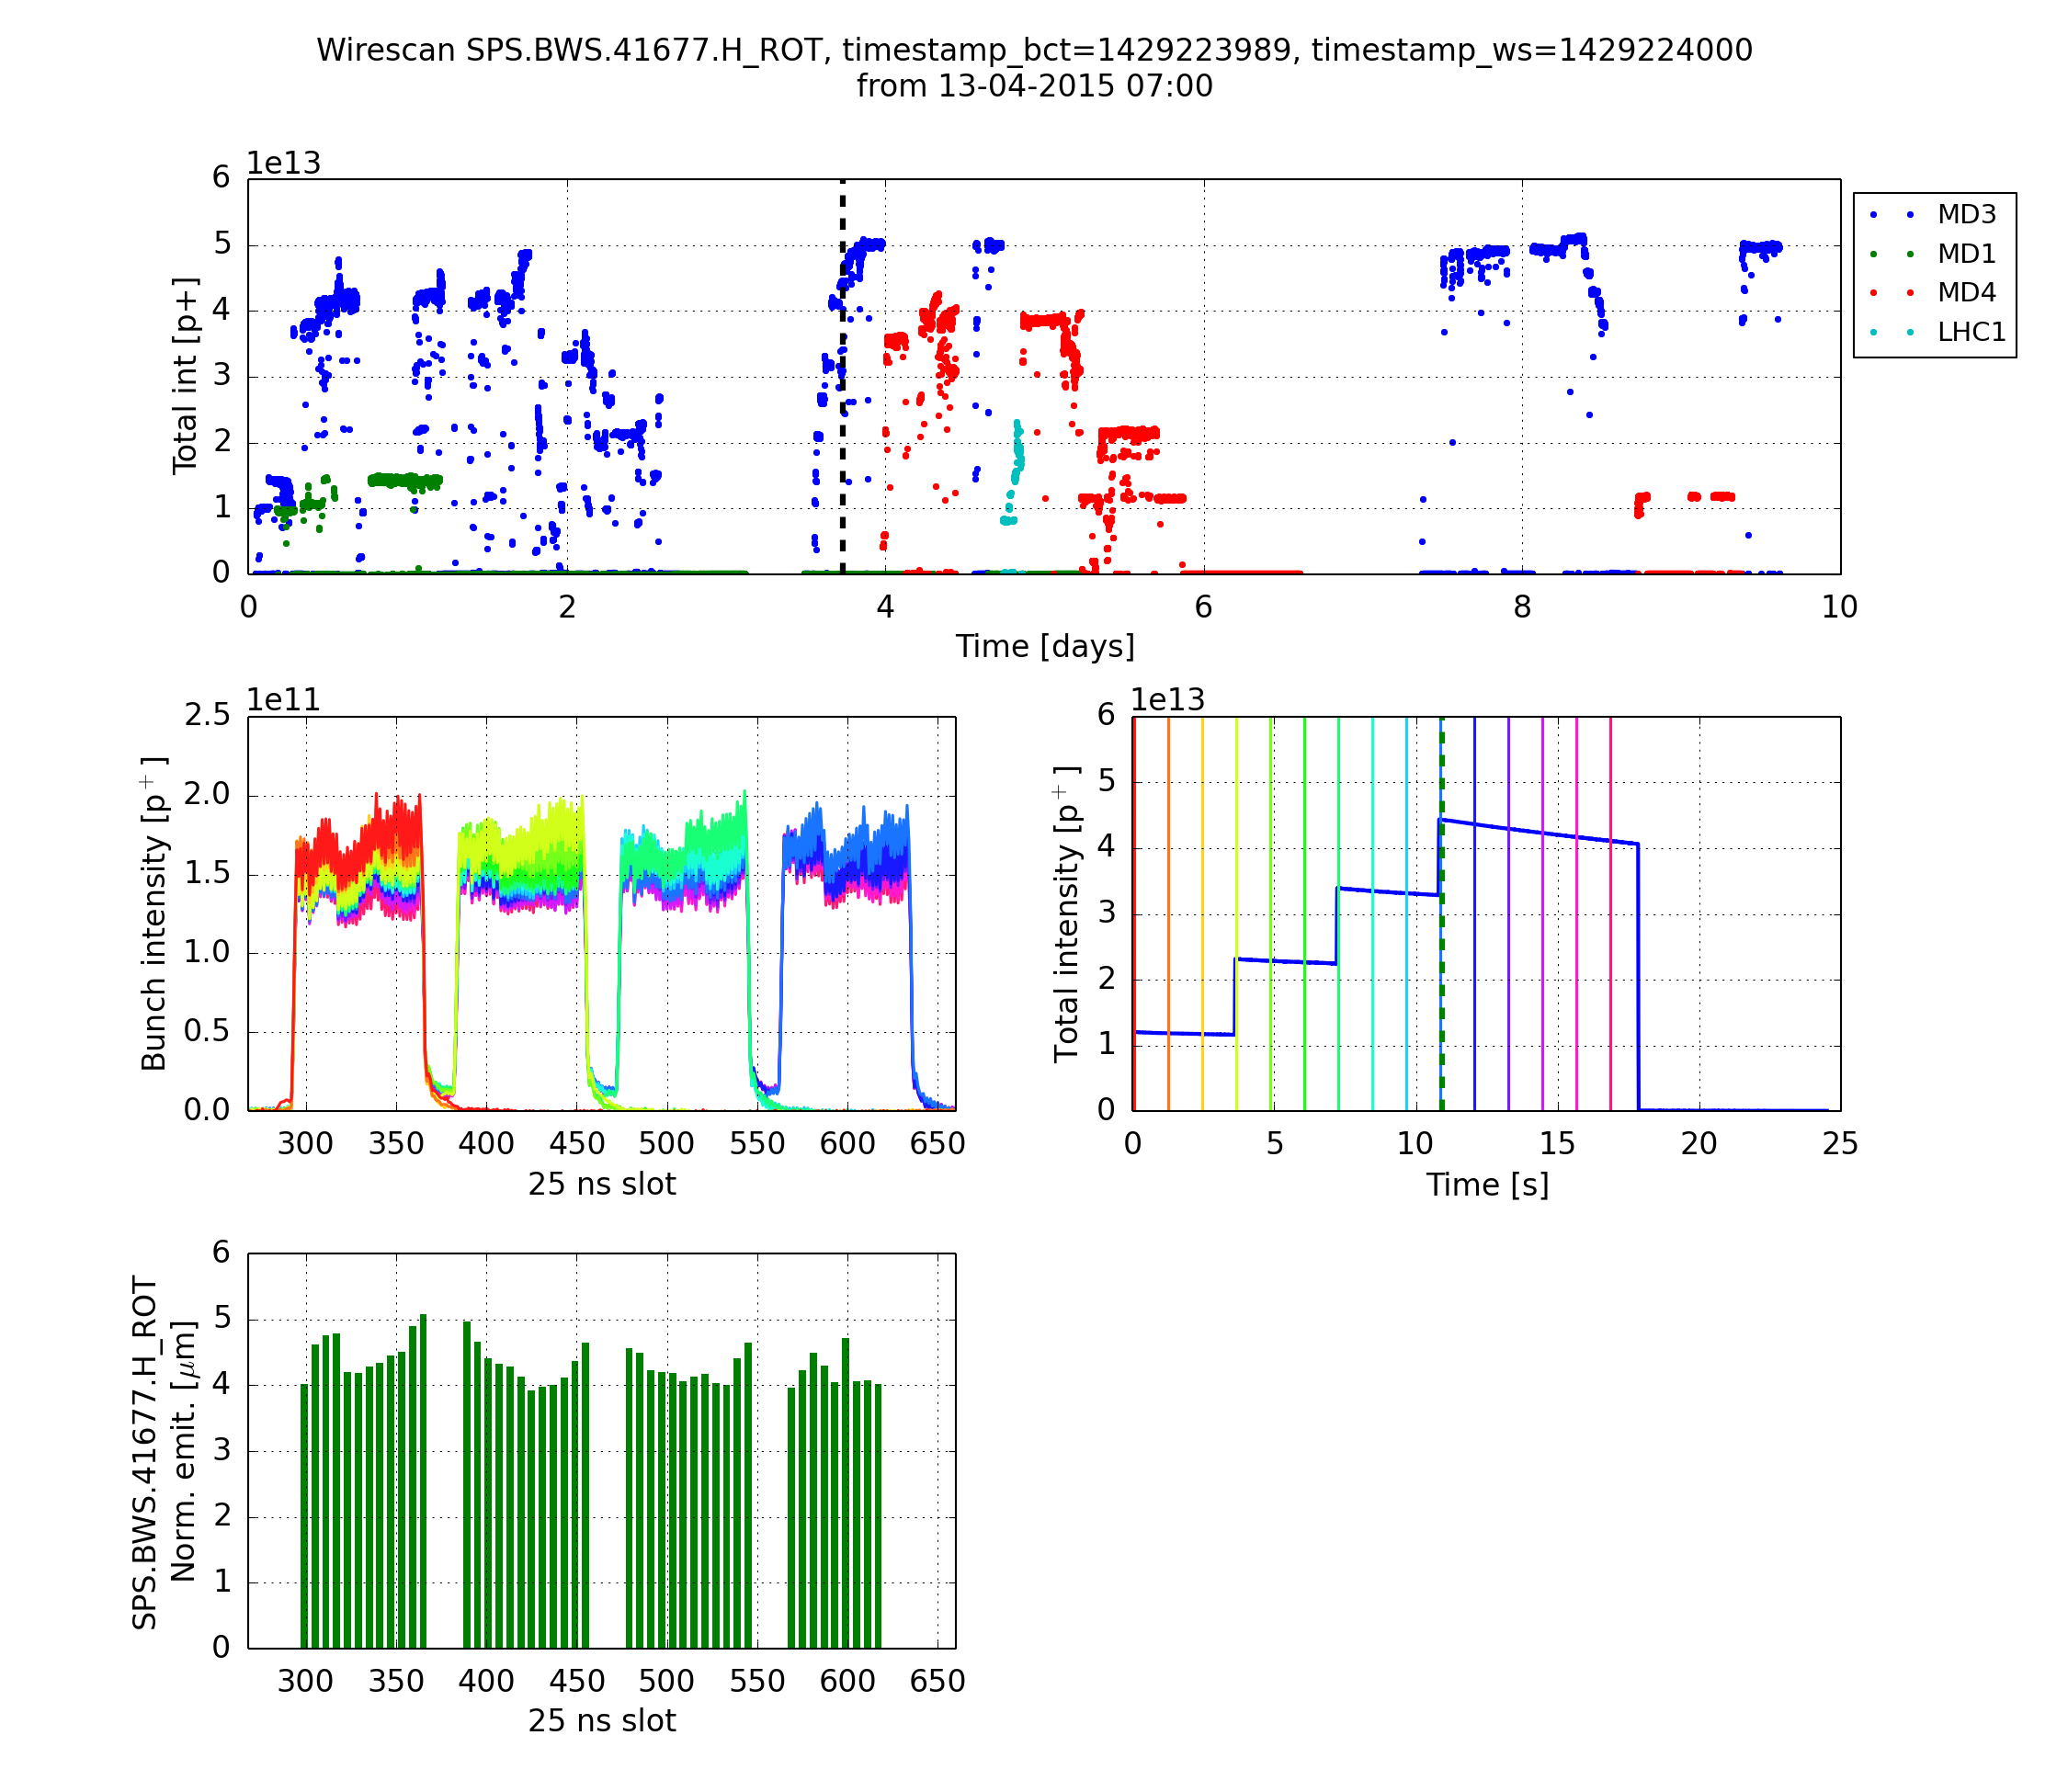 Wirescan SPS.BWS.41677.H_ROT, timestamp_bct=1429223989, timestamp_ws=1429224000
from 13-04-2015 07:00
1e13
6
5
4
3
2
1
0
Total int [p+]
0 2 4 6 8 10
Time [days]
MD3
MD1
MD4
LHC1
1e11
2.5
2.0
1.5
1.0
0.5
0.0
Bunch intensity [p+]
300 350 400 450 500 550 600 650
25 ns slot
1e13
6
5
4
3
2
1
0
Total intensity [p+]
0 5 10 15 20 25
Time [s]
6
5
4
3
2
1
0
SPS.BWS.41677.H_ROT
Norm. emit. [μm]
300 350 400 450 500 550 600 650
25 ns slot